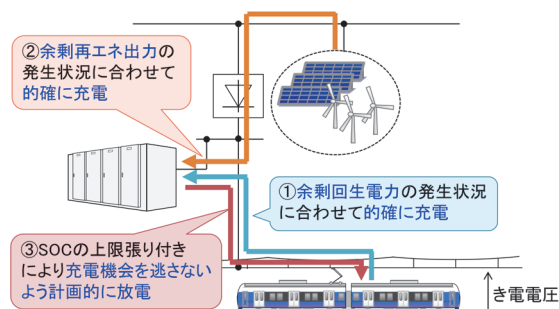 ②余剰再エネ出力の
発生状況に合わせて
的確に充電
①余剰回生電力の発生状況
に合わせて的確に充電
③SOCの上限張り付き
により充電機会を逃さない
よう計画的に放電
き電電圧